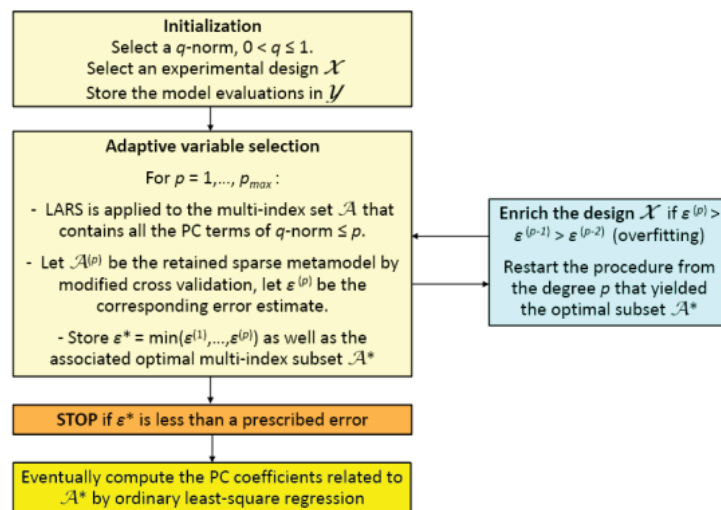 Initialization
Select a q-norm, 0 < q ≤ 1.
Select an experimental design 𝒳
Store the model evaluations in 𝒴
Adaptive variable selection
For p = 1,..., pmax :
- LARS is applied to the multi-index set 𝒜 that
contains all the PC terms of q-norm ≤ p.
- Let 𝒜(p) be the retained sparse metamodel by
modified cross validation, let ε(p) be the
corresponding error estimate.
- Store ε* = min(ε(1),...,ε(p)) as well as the
associated optimal multi-index subset 𝒜*
Enrich the design 𝒳 if ε(p) >
ε(p-1) > ε(p-2) (overfitting)
Restart the procedure from
the degree p that yielded
the optimal subset 𝒜*
STOP if ε* is less than a prescribed error
Eventually compute the PC coefficients related to
𝒜* by ordinary least-square regression